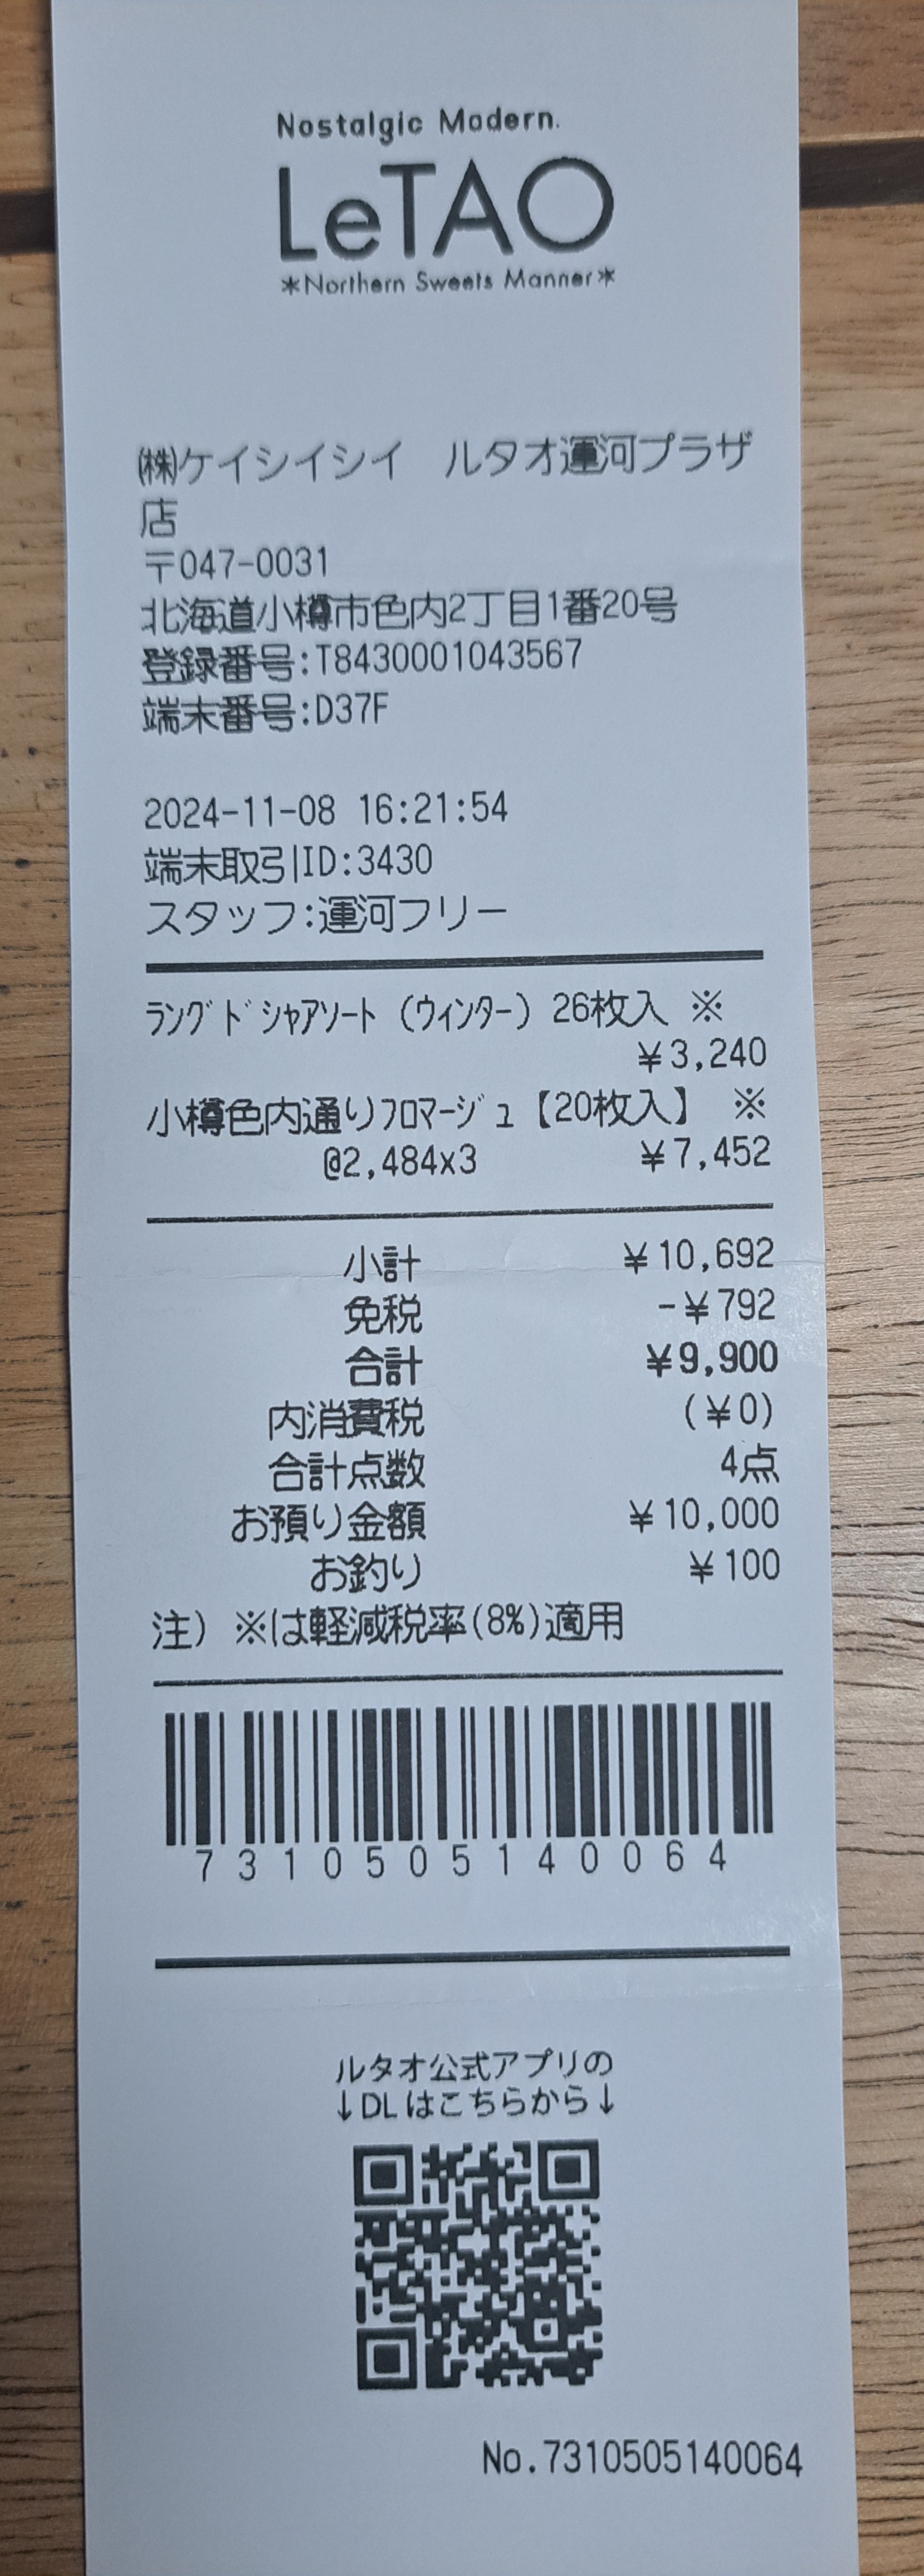 Nostalgic Modern.
LeTAO
*Northern Sweets Manner*
㈱ケイシイシイ　ルタオ運河プラザ
店
〒047-0031
北海道小樽市色内2丁目1番20号
登録番号:T8430001043567
端末番号:D37F
2024-11-08 16:21:54
端末取引ID:3430
スタッフ:運河フリー
ﾗﾝｸﾞﾄﾞｼｬｱｿｰﾄ（ｳｨﾝﾀｰ）26枚入 ※
¥3,240
小樽色内通りﾌﾛﾏｰｼﾞｭ【20枚入】 ※
@2,484x3 ¥7,452
小計 ¥10,692
免税 -¥792
合計 ¥9,900
内消費税 (¥0)
合計点数 4点
お預り金額 ¥10,000
お釣り ¥100
注）※は軽減税率(8%)適用
7310505140064
ルタオ公式アプリの
↓DLはこちらから↓
No.7310505140064